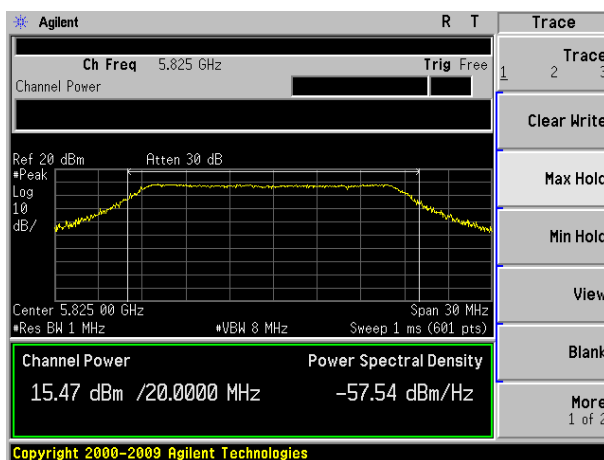 Agilent R T Trace
Ch Freq 5.825 GHz Trig Free
Channel Power
Trace
1 2 3
Clear Write
Max Hold
Min Hold
View
Blank
More
1 of 2
Ref 20 dBm Atten 30 dB
#Peak
Log
10
dB/
Center 5.825 00 GHz Span 30 MHz
#Res BW 1 MHz #VBW 8 MHz Sweep 1 ms (601 pts)
Channel Power Power Spectral Density
15.47 dBm /20.0000 MHz -57.54 dBm/Hz
Copyright 2000-2009 Agilent Technologies